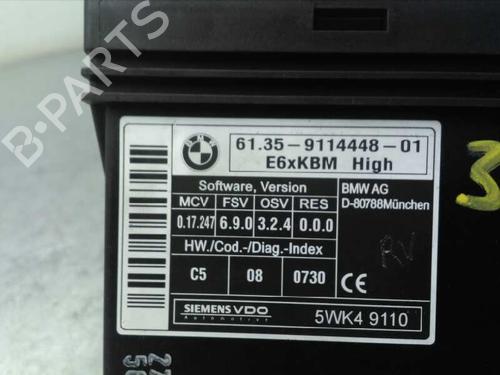 B-PARTS
BMW
61.35-9114448-01
E6xKBM High
Software, Version
MCV FSV OSV RES
0.17.247 6.9.0 3.2.4 0.0.0
HW./Cod.-/Diag.-Index
C5 08 0730
BMW AG
D-80788München
RV
CE
SIEMENS VDO
Automotive
5WK4 9110
3